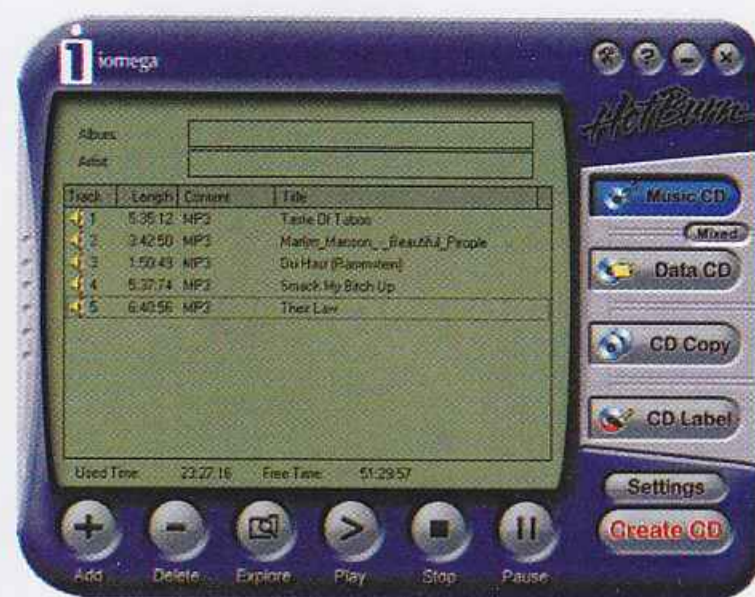 iomega
HotBurn
Album:
Artist:
Track Length Content Title
1 5:35:12 MP3 Taste Of Taboo
2 3:42:50 MP3 Marilyn_Manson_-_Beautiful_People
3 1:50:43 MP3 Du Hast (Rammstein)
4 5:37:74 MP3 Smack My Bitch Up
5 6:40:56 MP3 Their Law
Used Time: 23:27:16 Free Time: 51:29:57
Music CD
Mixed
Data CD
CD Copy
CD Label
Settings
Create CD
Add Delete Explore Play Stop Pause